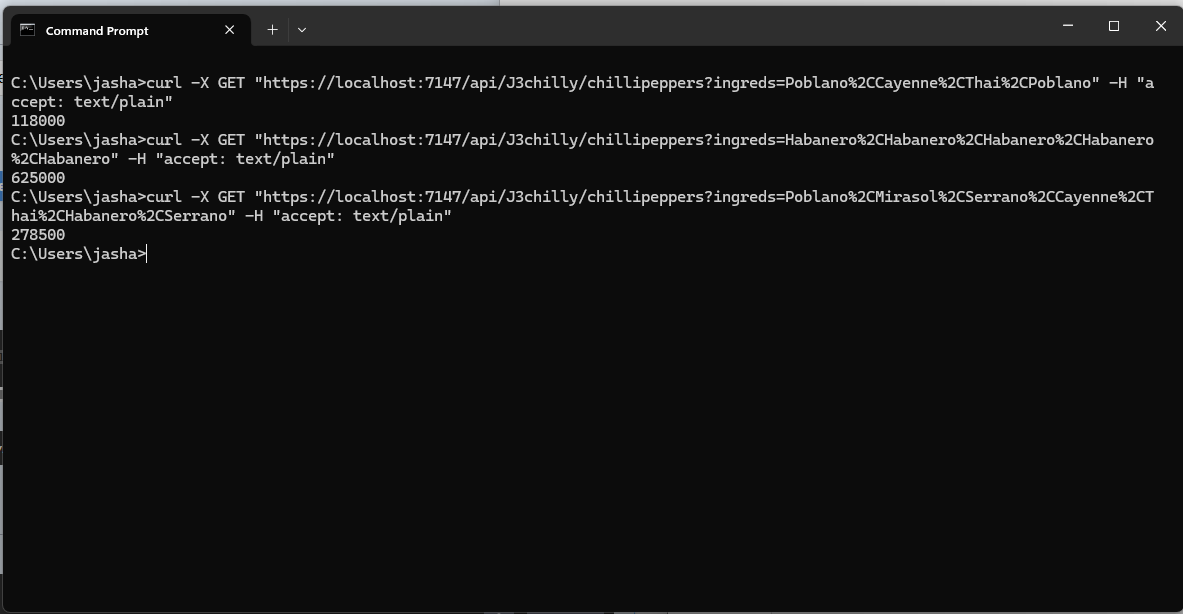 Command Prompt
C:\Users\jasha>curl -X GET "https://localhost:7147/api/J3chilly/chillipeppers?ingreds=Poblano%2CCayenne%2CThai%2CPoblano" -H "a
ccept: text/plain"
118000
C:\Users\jasha>curl -X GET "https://localhost:7147/api/J3chilly/chillipeppers?ingreds=Habanero%2CHabanero%2CHabanero%2CHabanero
%2CHabanero" -H "accept: text/plain"
625000
C:\Users\jasha>curl -X GET "https://localhost:7147/api/J3chilly/chillipeppers?ingreds=Poblano%2CMirasol%2CSerrano%2CCayenne%2CT
hai%2CHabanero%2CSerrano" -H "accept: text/plain"
278500
C:\Users\jasha>